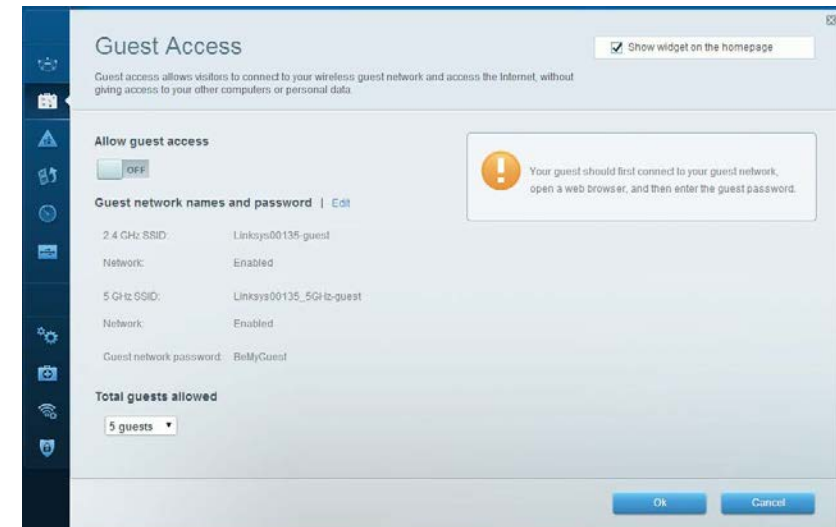 Guest Access
Show widget on the homepage
Guest access allows visitors to connect to your wireless guest network and access the Internet, without
giving access to your other computers or personal data.
Allow guest access
OFF
Your guest should first connect to your guest network,
open a web browser, and then enter the guest password.
Guest network names and password | Edit
2.4 GHz SSID: Linksys00135-guest
Network: Enabled
5 GHz SSID: Linksys00135_5GHz-guest
Network: Enabled
Guest network password: BeMyGuest
Total guests allowed
5 guests
Ok Cancel